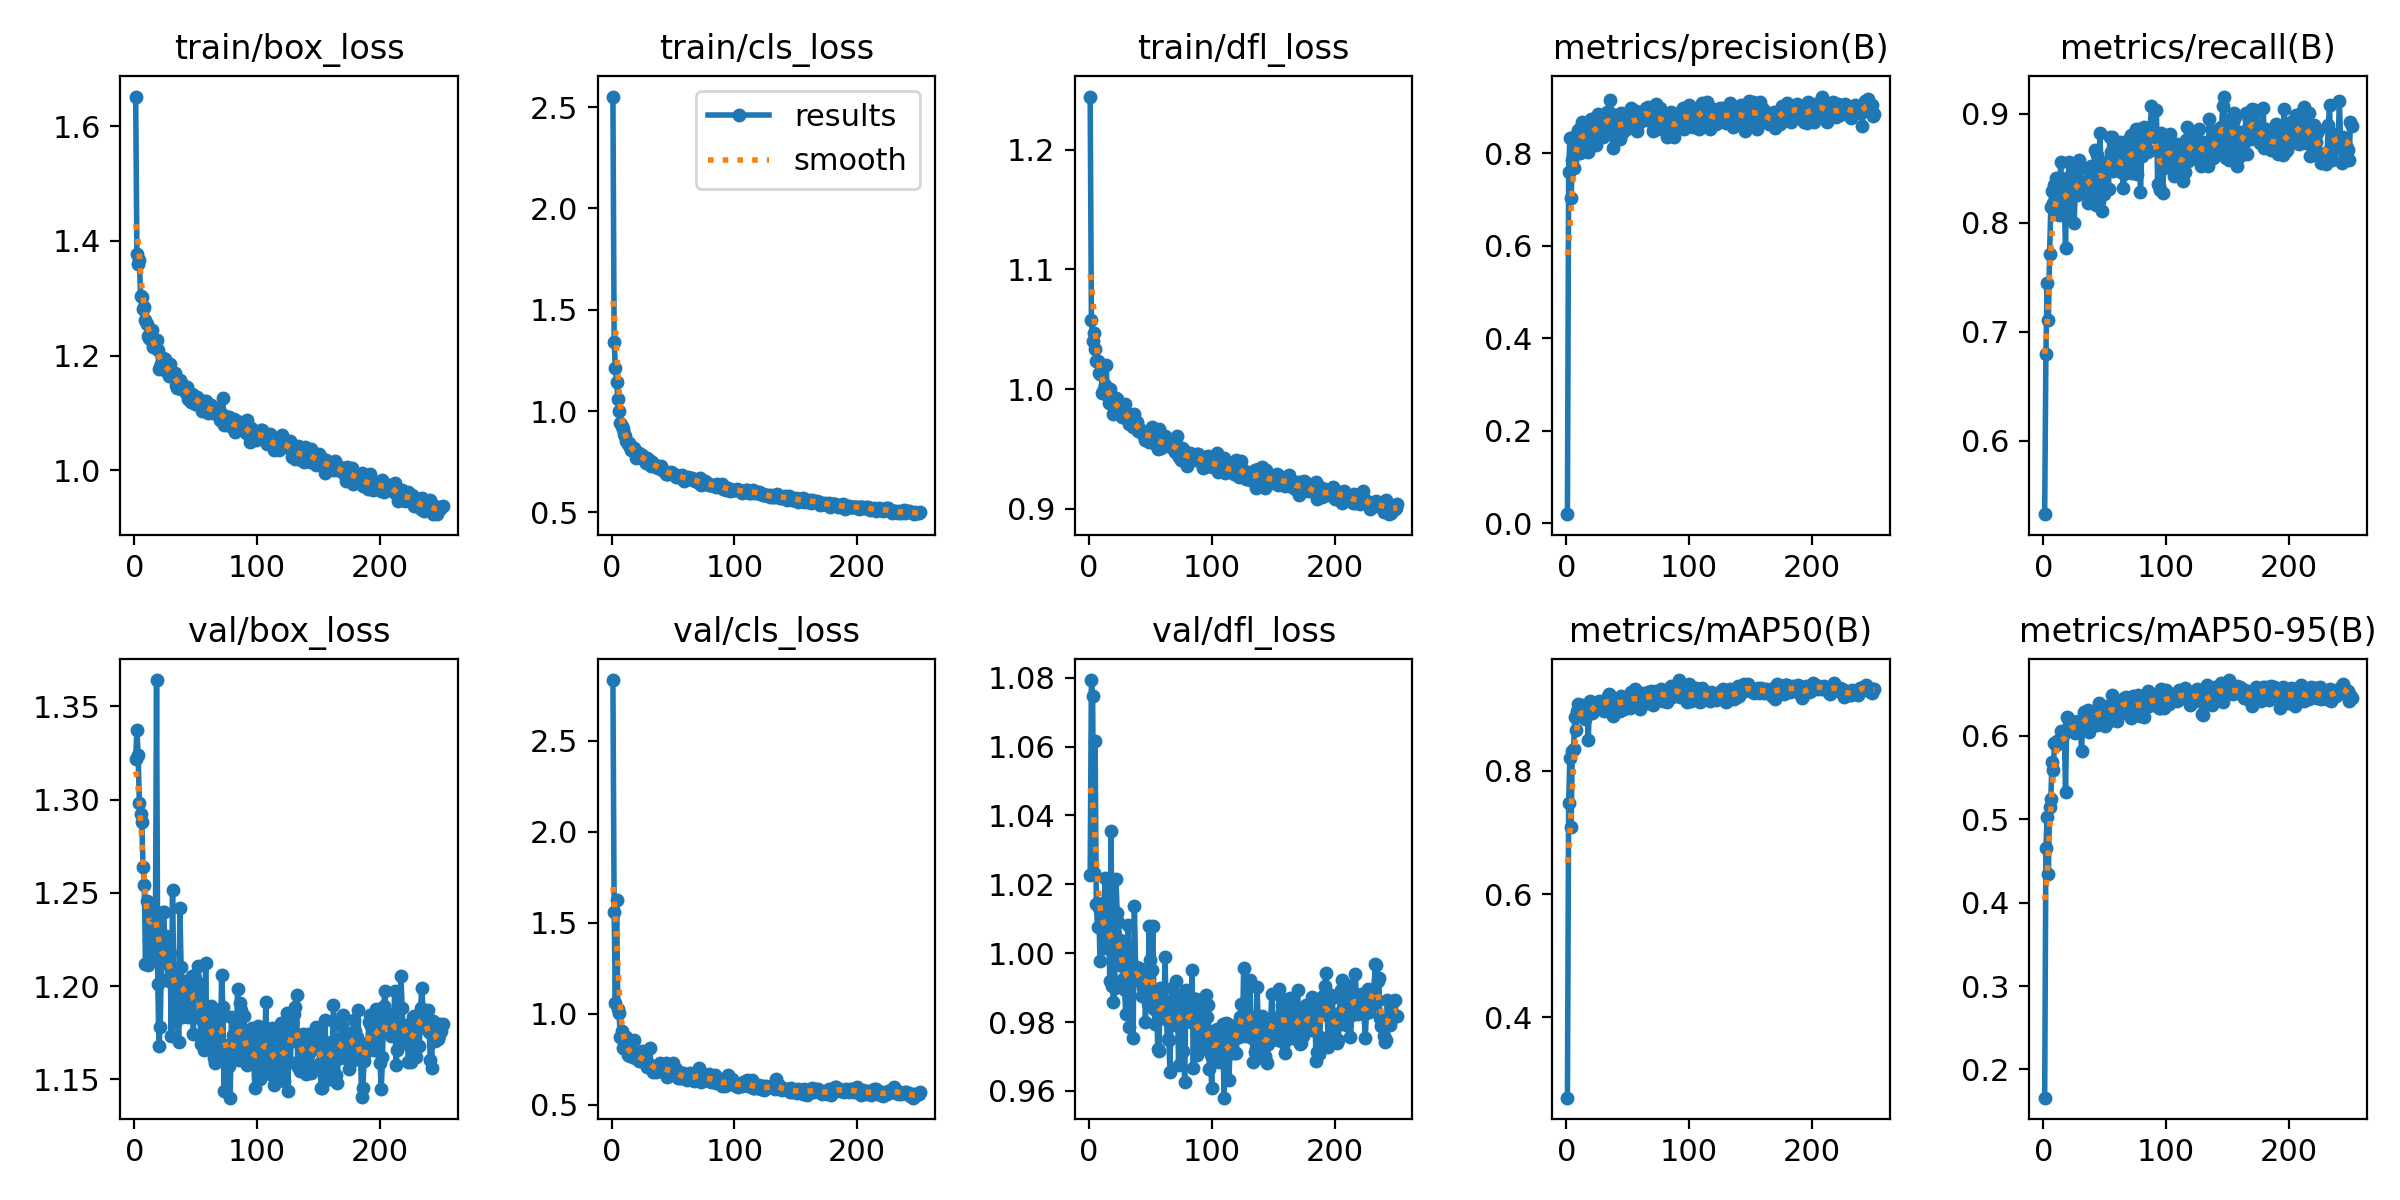 train/box_loss
1.6
1.4
1.2
1.0
0 100 200
train/cls_loss
results
smooth
2.5
2.0
1.5
1.0
0.5
0 100 200
train/dfl_loss
1.2
1.1
1.0
0.9
0 100 200
metrics/precision(B)
0.8
0.6
0.4
0.2
0.0
0 100 200
metrics/recall(B)
0.9
0.8
0.7
0.6
0 100 200
val/box_loss
1.35
1.30
1.25
1.20
1.15
0 100 200
val/cls_loss
2.5
2.0
1.5
1.0
0.5
0 100 200
val/dfl_loss
1.08
1.06
1.04
1.02
1.00
0.98
0.96
0 100 200
metrics/mAP50(B)
0.8
0.6
0.4
0 100 200
metrics/mAP50-95(B)
0.6
0.5
0.4
0.3
0.2
0 100 200